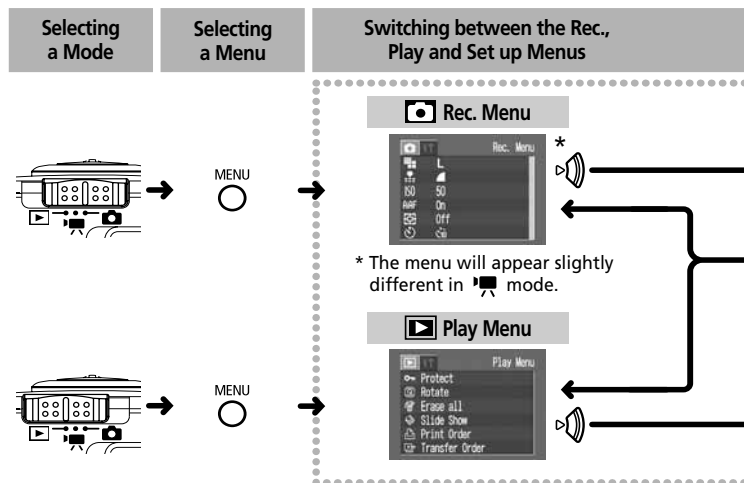 Selecting
a Mode
Selecting
a Menu
Switching between the Rec.,
Play and Set up Menus
Rec. Menu
MENU
Rec. Menu
L
ISO 50
AiAF On
Off
*
* The menu will appear slightly
different in mode.
Play Menu
MENU
Play Menu
Protect
Rotate
Erase all
Slide Show
Print Order
Transfer Order